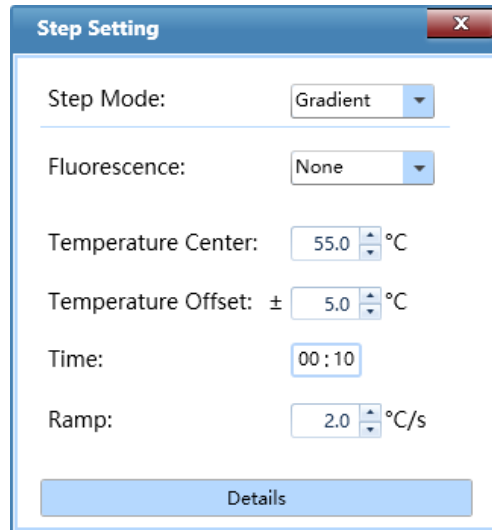 Step Setting x
Step Mode: Gradient
Fluorescence: None
Temperature Center: 55.0 °C
Temperature Offset: ± 5.0 °C
Time: 00:10
Ramp: 2.0 °C/s
Details